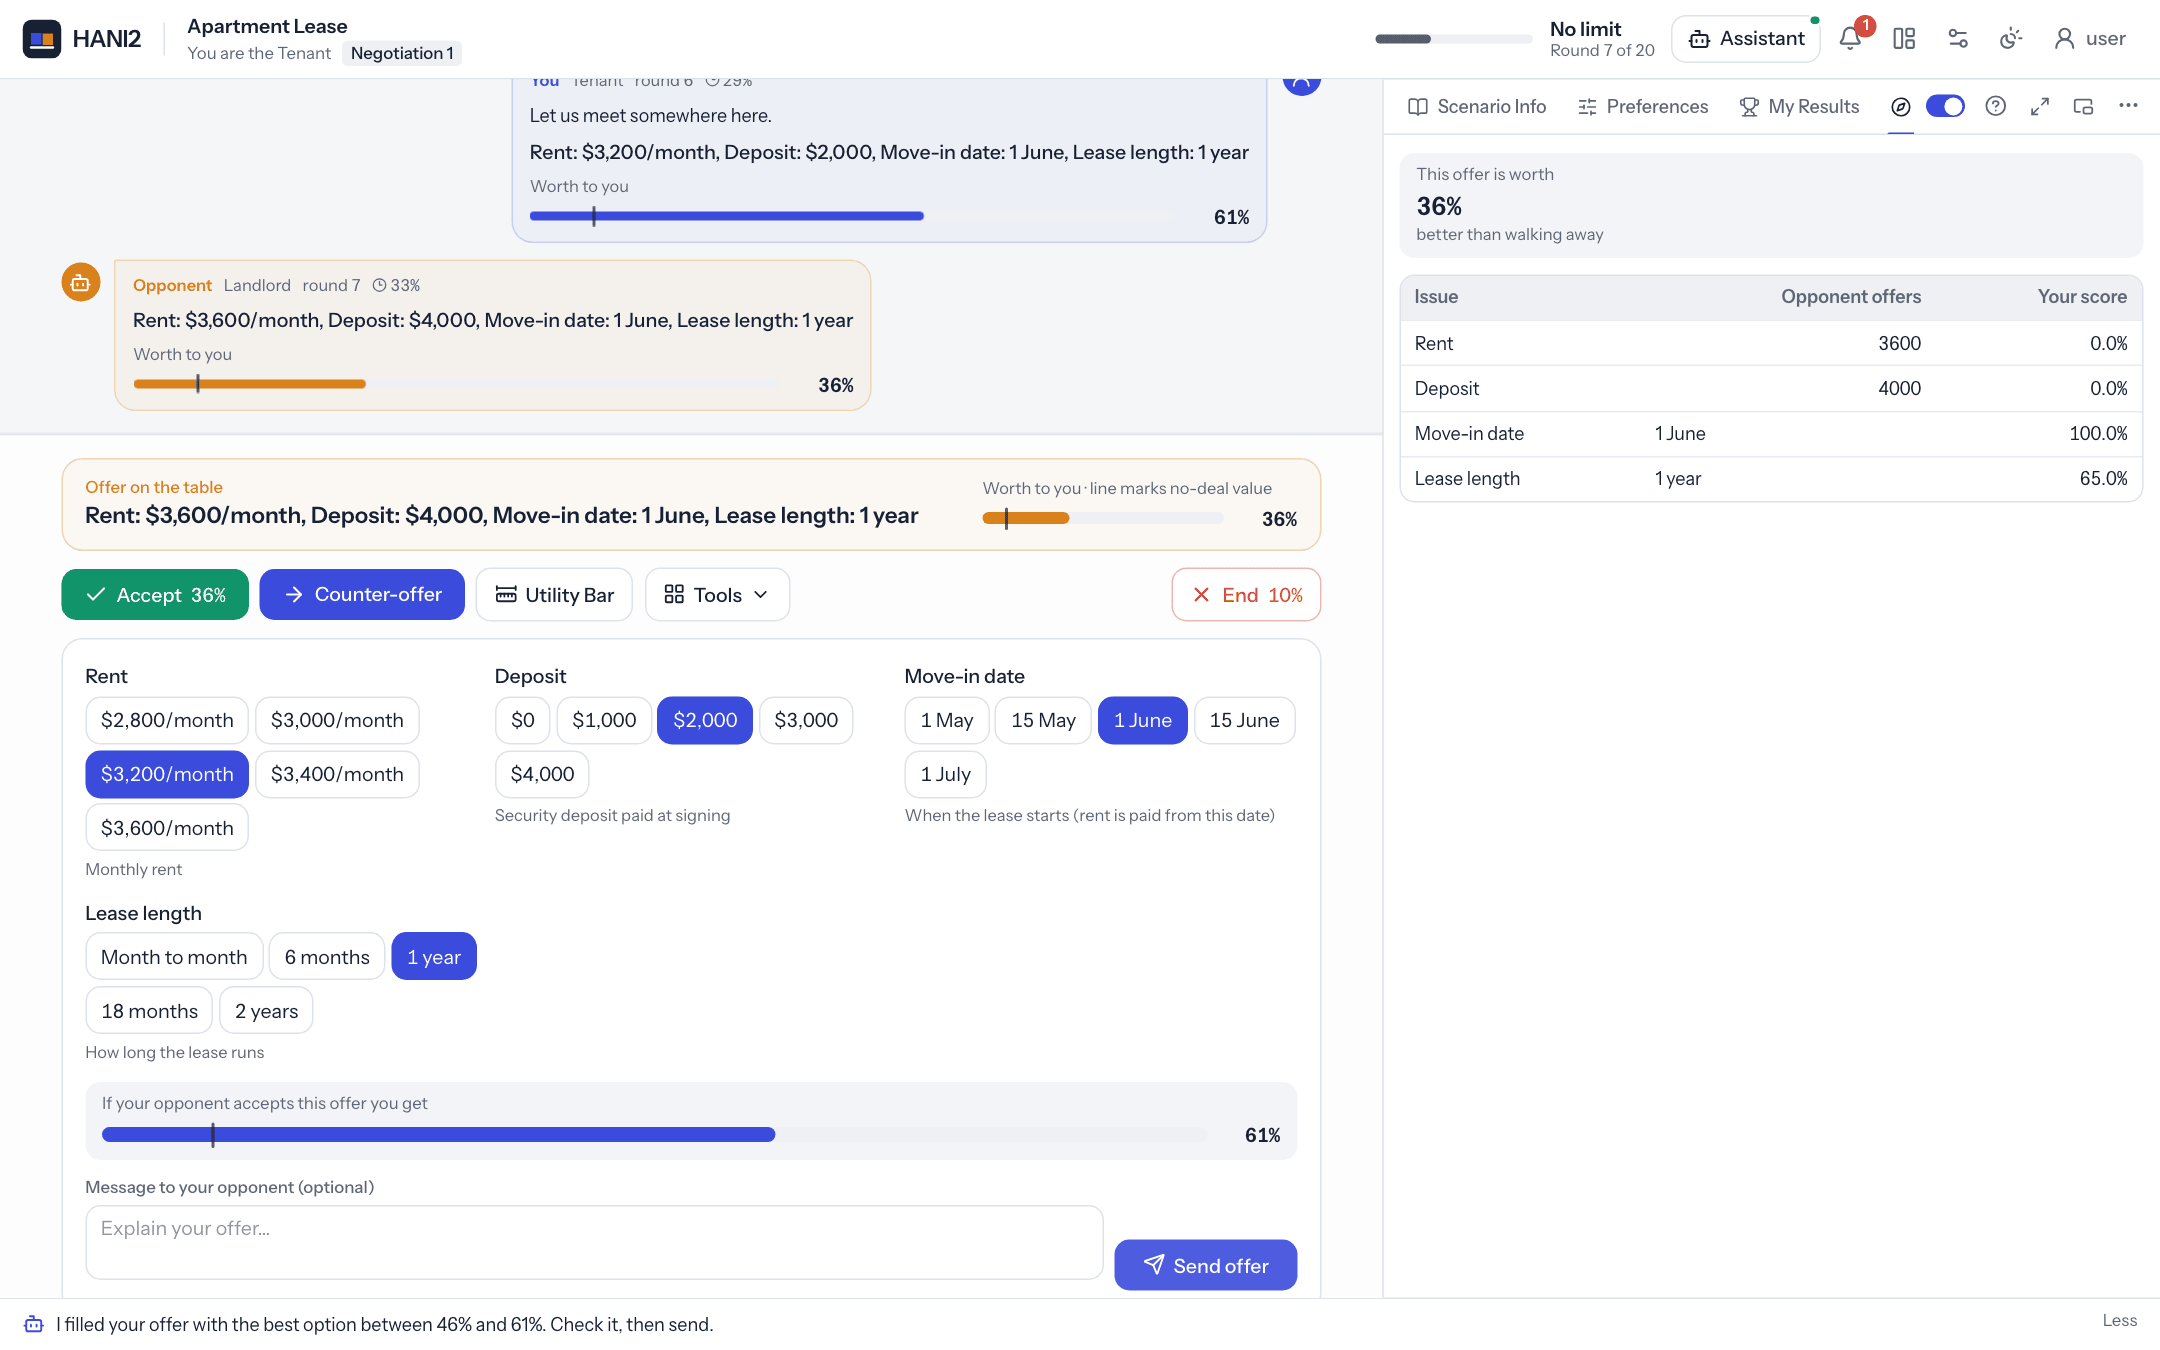 HANI2
Apartment Lease
You are the Tenant
Negotiation 1
No limit
Round 7 of 20
Assistant
1
user
You Tenant round 6 29%
Let us meet somewhere here.
Rent: $3,200/month, Deposit: $2,000, Move-in date: 1 June, Lease length: 1 year
Worth to you
61%
Opponent Landlord round 7 33%
Rent: $3,600/month, Deposit: $4,000, Move-in date: 1 June, Lease length: 1 year
Worth to you
36%
Offer on the table
Rent: $3,600/month, Deposit: $4,000, Move-in date: 1 June, Lease length: 1 year
Worth to you · line marks no-deal value
36%
Accept 36%
Counter-offer
Utility Bar
Tools
End 10%
Rent
$2,800/month $3,000/month
$3,200/month $3,400/month
$3,600/month
Monthly rent
Deposit
$0 $1,000 $2,000 $3,000
$4,000
Security deposit paid at signing
Move-in date
1 May 15 May 1 June 15 June
1 July
When the lease starts (rent is paid from this date)
Lease length
Month to month 6 months 1 year
18 months 2 years
How long the lease runs
If your opponent accepts this offer you get
61%
Message to your opponent (optional)
Explain your offer...
Send offer
Scenario Info Preferences My Results
This offer is worth
36%
better than walking away
Issue Opponent offers Your score
Rent 3600 0.0%
Deposit 4000 0.0%
Move-in date 1 June 100.0%
Lease length 1 year 65.0%
I filled your offer with the best option between 46% and 61%. Check it, then send.
Less